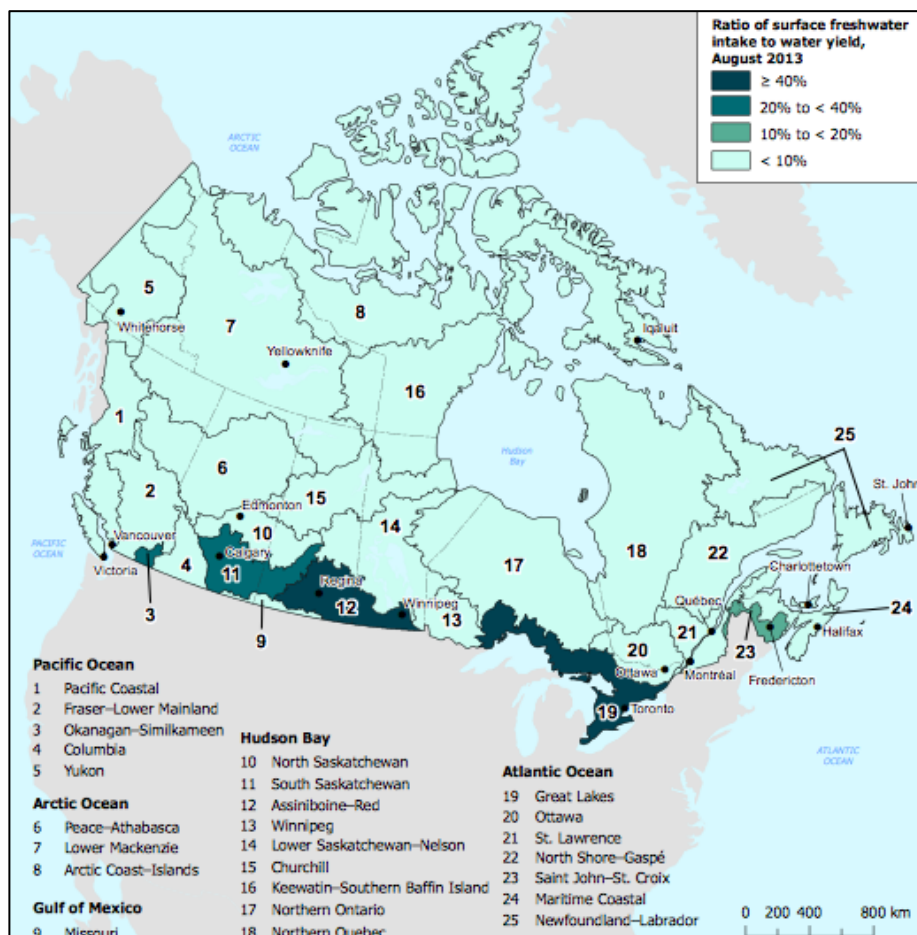 Ratio of surface freshwater
intake to water yield,
August 2013
≥ 40%
20% to < 40%
10% to < 20%
< 10%
ARCTIC
OCEAN
5
Whitehorse
7
8
Yellowknife
Iqaluit
16
1
Hudson
Bay
25
6
St. John
2
15
Edmonton
14
10
PACIFIC
OCEAN
Vancouver
Victoria
Calgary
11
4
3
Regina
12
Winnipeg
13
9
17
18
22
Charlottetown
Québec
21
24
20
Ottawa
Montréal
23
Halifax
Fredericton
19
Toronto
ATLANTIC
OCEAN
Pacific Ocean
1 Pacific Coastal
2 Fraser–Lower Mainland
3 Okanagan–Similkameen
4 Columbia
5 Yukon
Arctic Ocean
6 Peace–Athabasca
7 Lower Mackenzie
8 Arctic Coast–Islands
Gulf of Mexico
9 Missouri
Hudson Bay
10 North Saskatchewan
11 South Saskatchewan
12 Assiniboine–Red
13 Winnipeg
14 Lower Saskatchewan–Nelson
15 Churchill
16 Keewatin–Southern Baffin Island
17 Northern Ontario
18 Northern Quebec
Atlantic Ocean
19 Great Lakes
20 Ottawa
21 St. Lawrence
22 North Shore–Gaspé
23 Saint John–St. Croix
24 Maritime Coastal
25 Newfoundland–Labrador
0 200 400 800 km